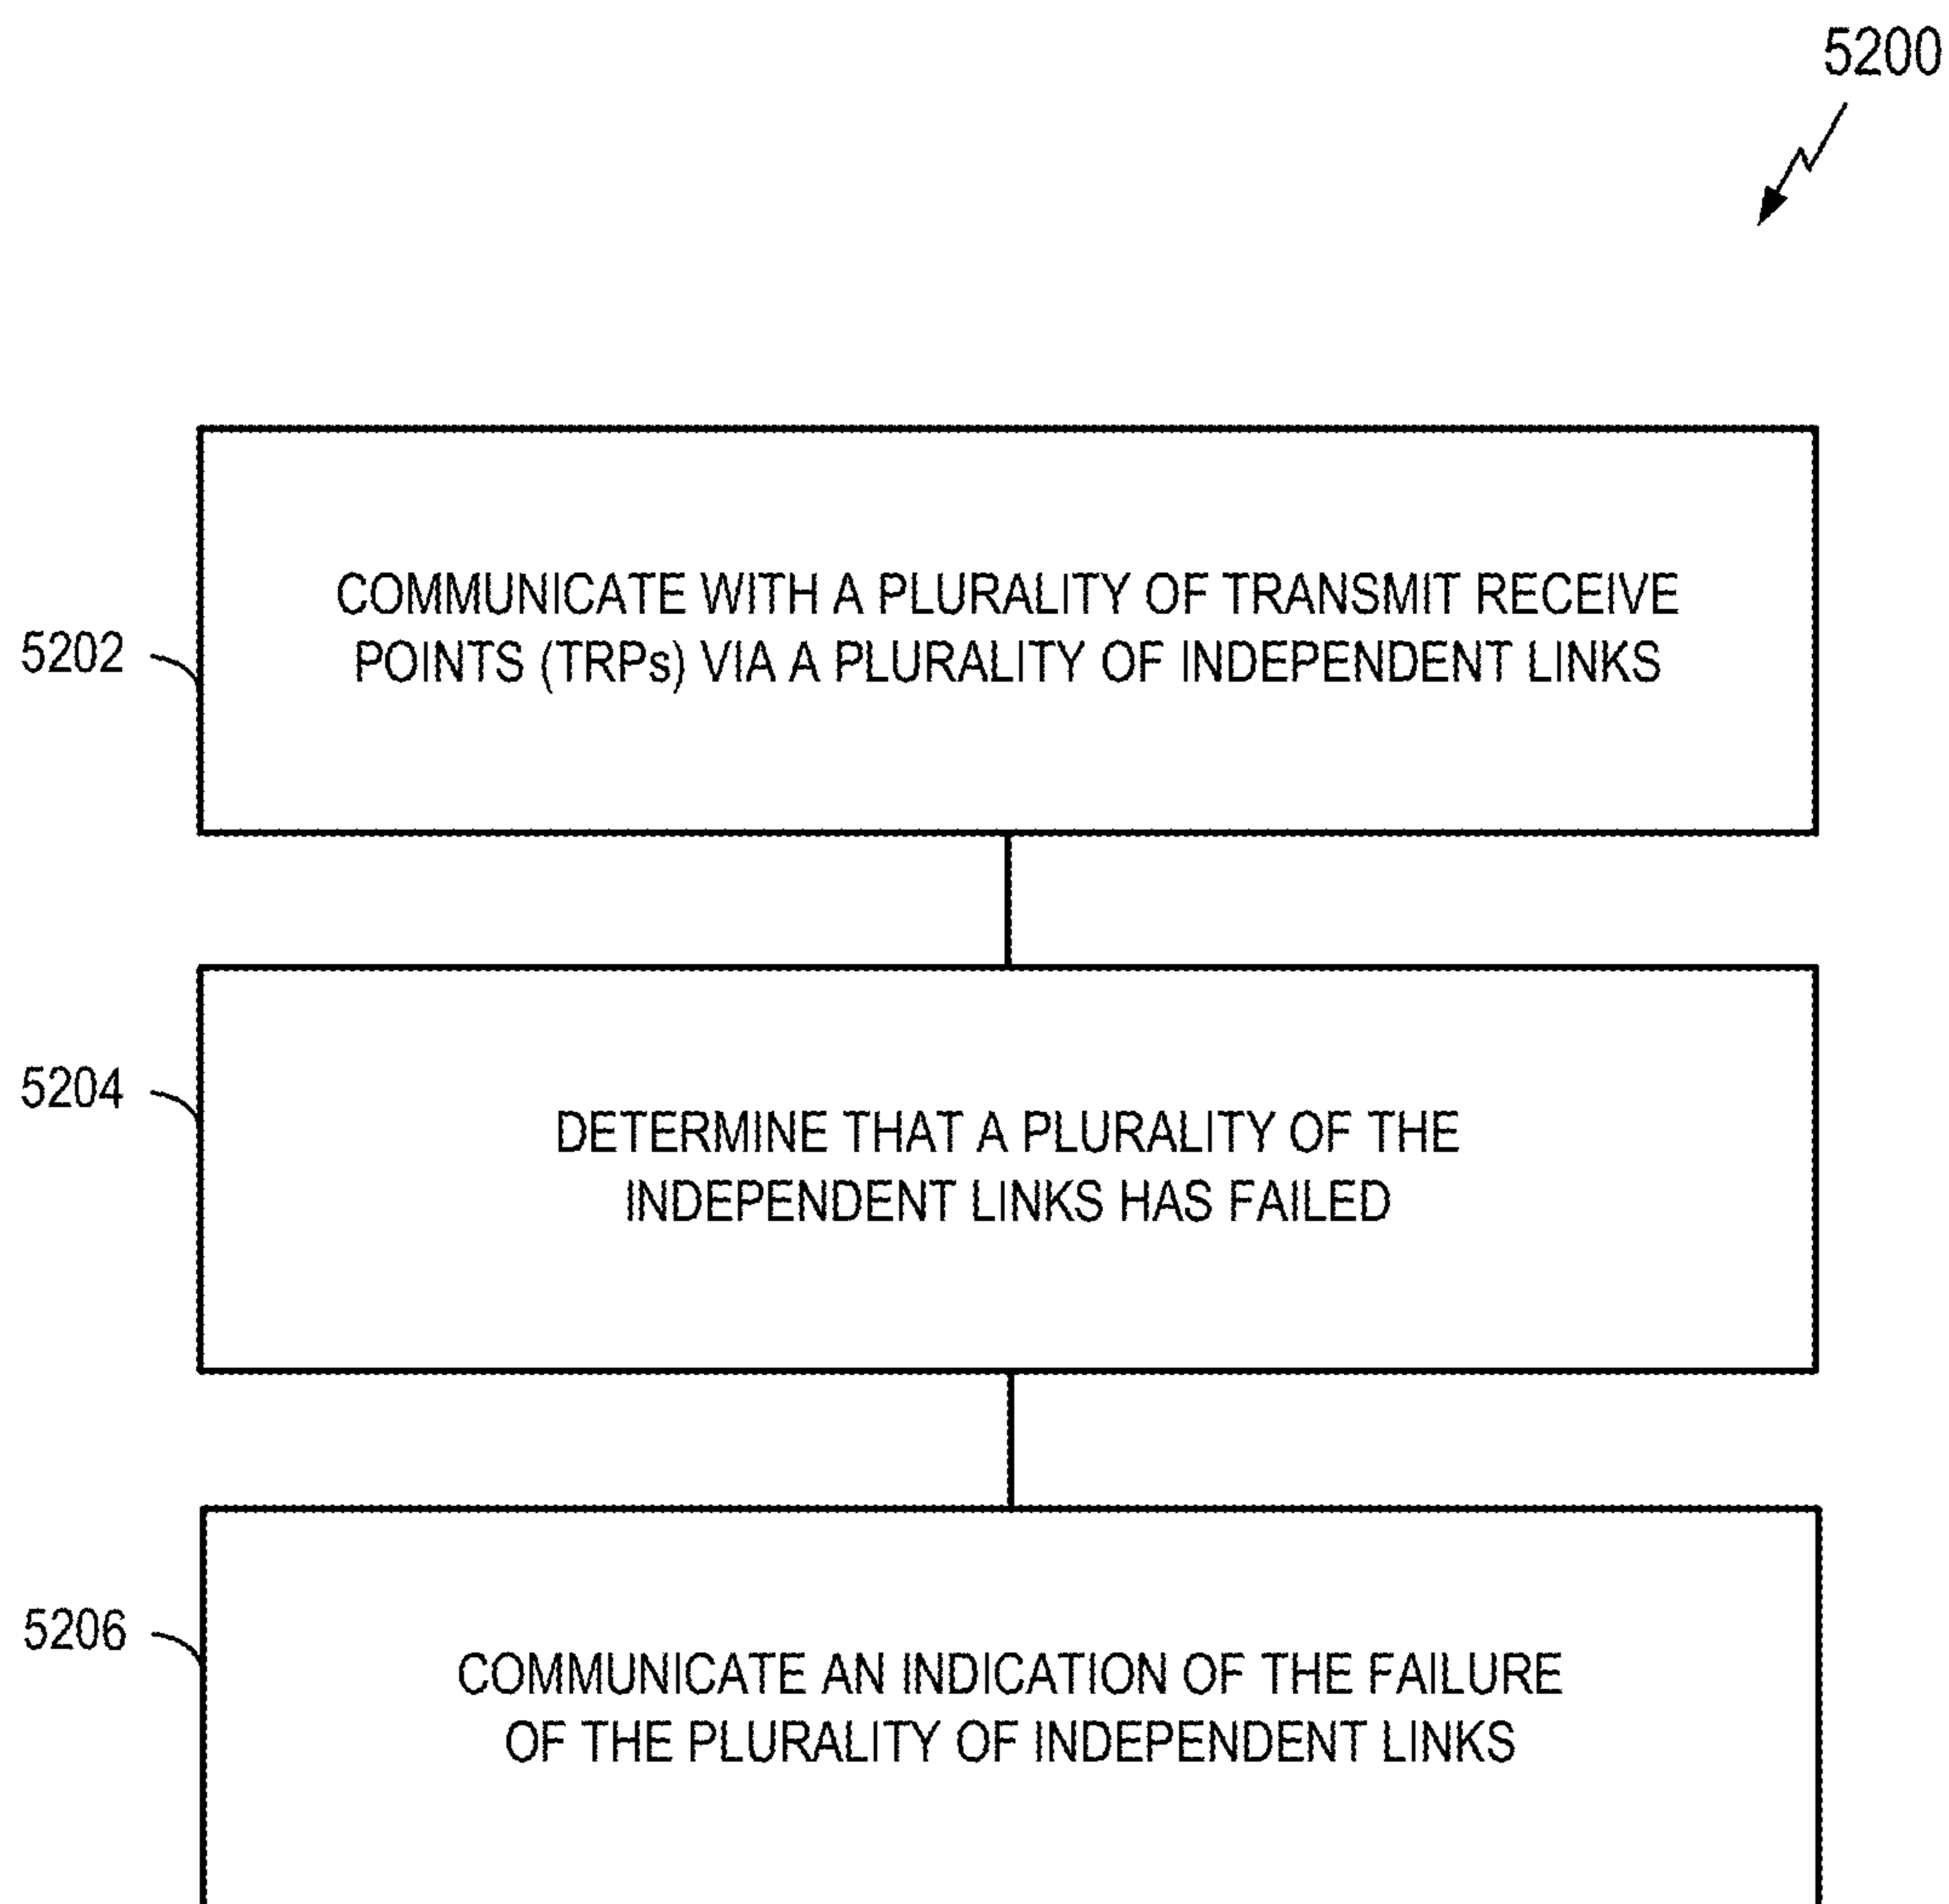 5200
5202
COMMUNICATE WITH A PLURALITY OF TRANSMIT RECEIVE
POINTS (TRPs) VIA A PLURALITY OF INDEPENDENT LINKS
5204
DETERMINE THAT A PLURALITY OF THE
INDEPENDENT LINKS HAS FAILED
5206
COMMUNICATE AN INDICATION OF THE FAILURE
OF THE PLURALITY OF INDEPENDENT LINKS